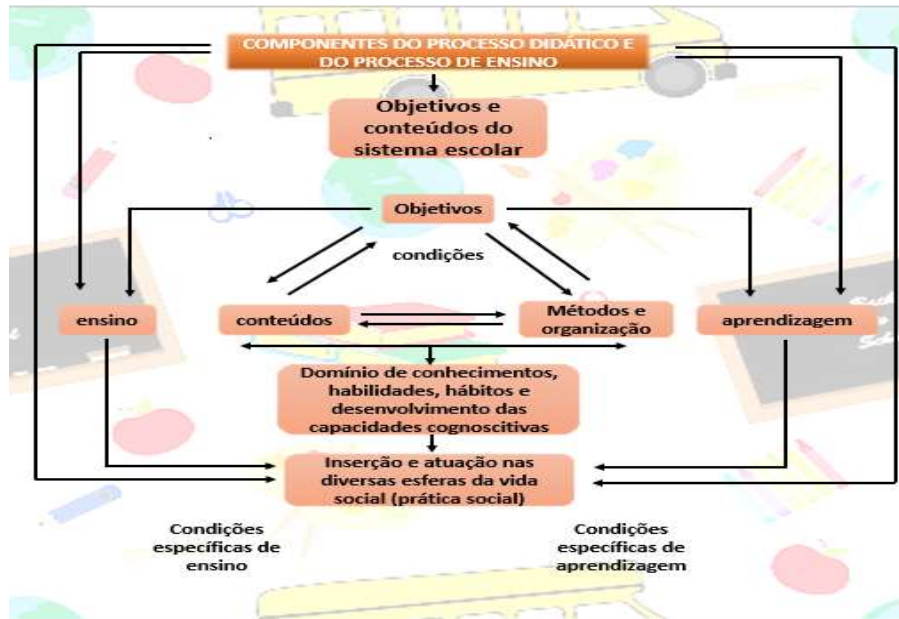 COMPONENTES DO PROCESSO DIDÁTICO E
DO PROCESSO DE ENSINO
Objetivos e
conteúdos do
sistema escolar
Objetivos
condições
ensino
conteúdos
Métodos e
organização
aprendizagem
Domínio de conhecimentos,
habilidades, hábitos e
desenvolvimento das
capacidades cognoscitivas
Inserção e atuação nas
diversas esferas da vida
social (prática social)
Condições
específicas de
ensino
Condições
específicas de
aprendizagem